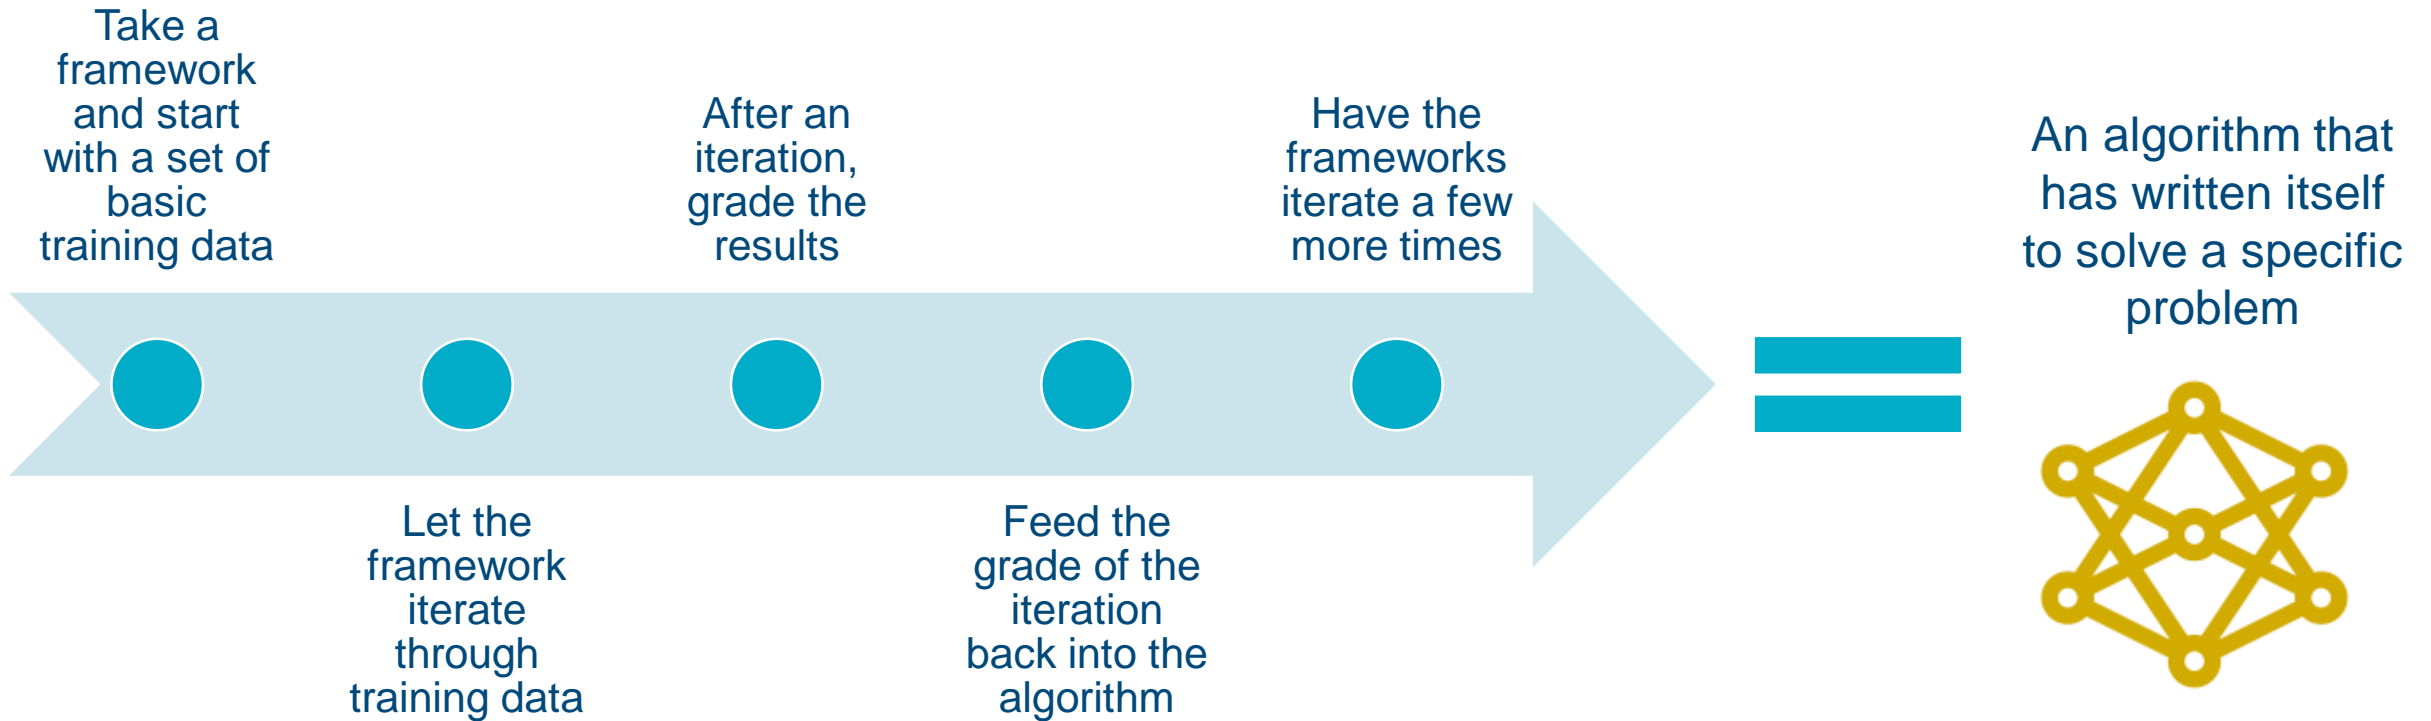 Take a
framework
and start
with a set of
basic
training data
Let the
framework
iterate
through
training data
After an
iteration,
grade the
results
Feed the
grade of the
iteration
back into the
algorithm
Have the
frameworks
iterate a few
more times
An algorithm that
has written itself
to solve a specific
problem